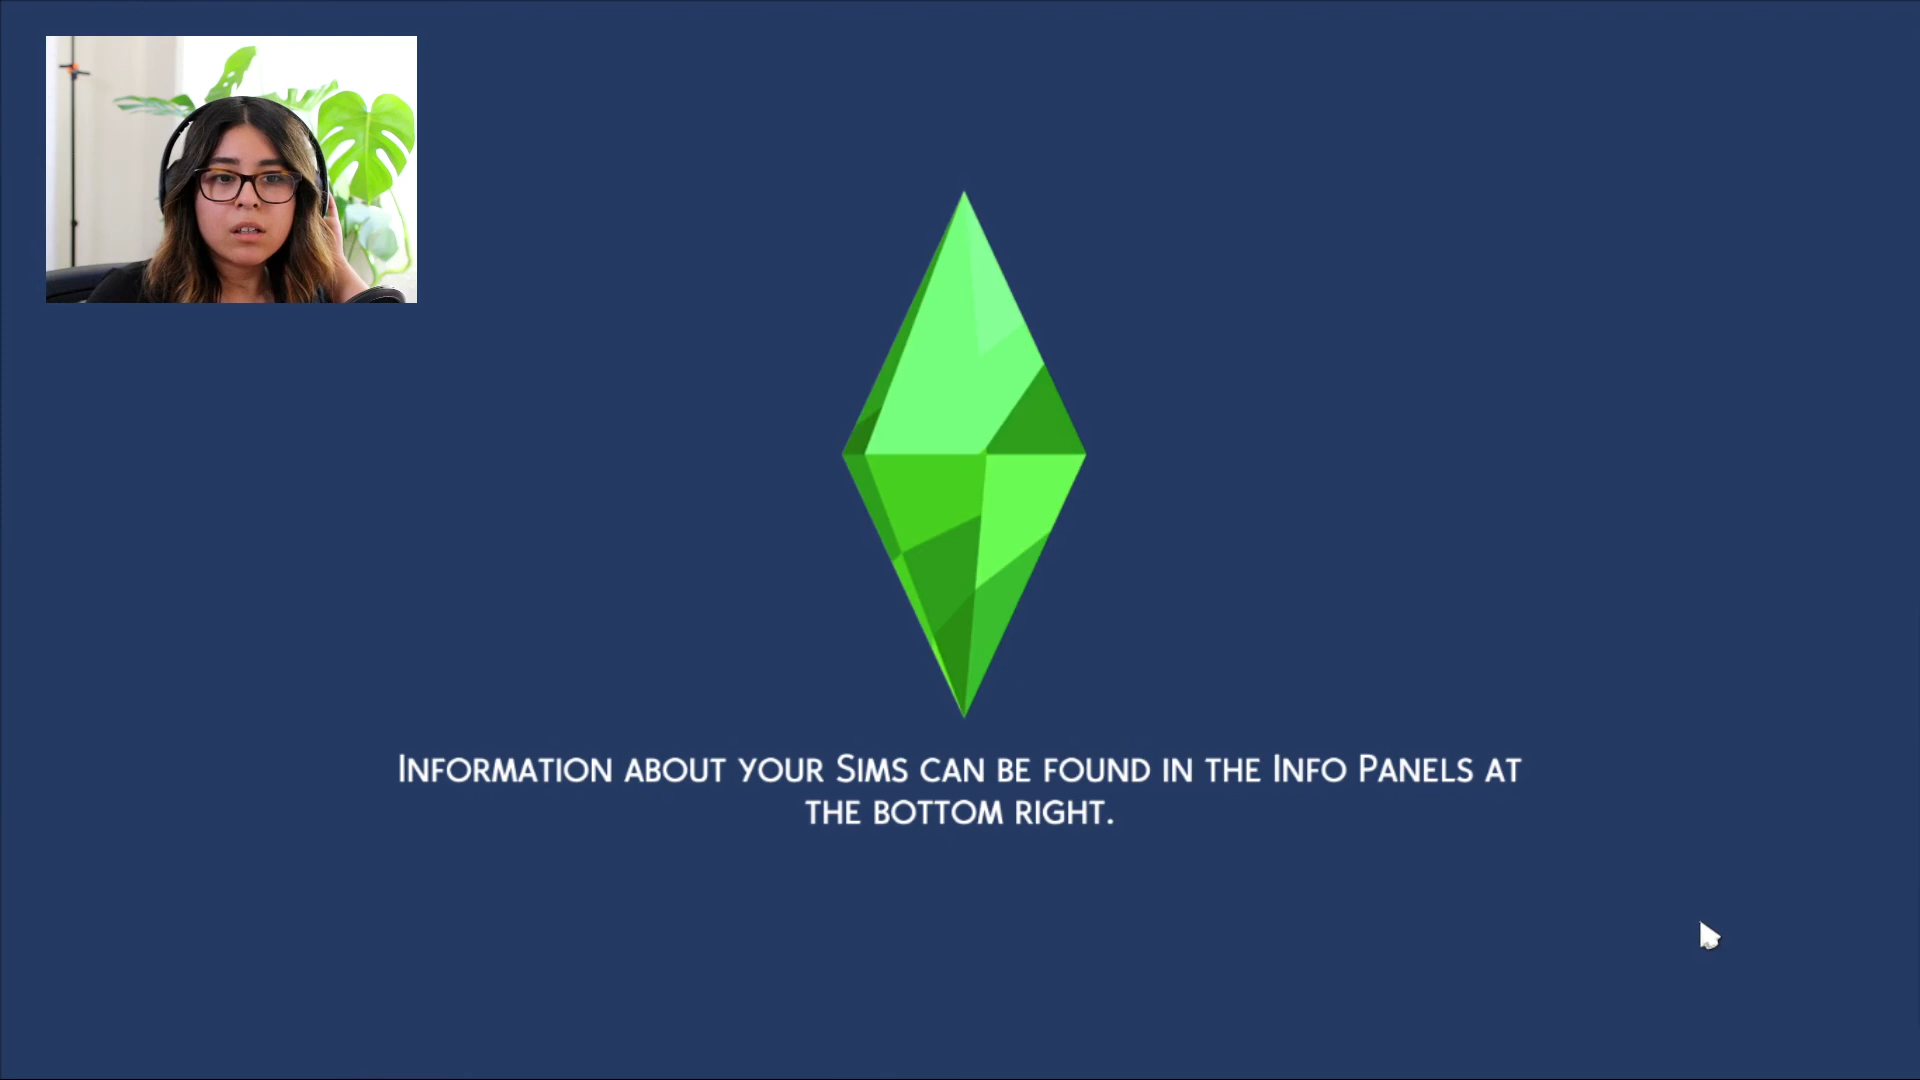 Information about your Sims can be found in the Info Panels at
the bottom right.